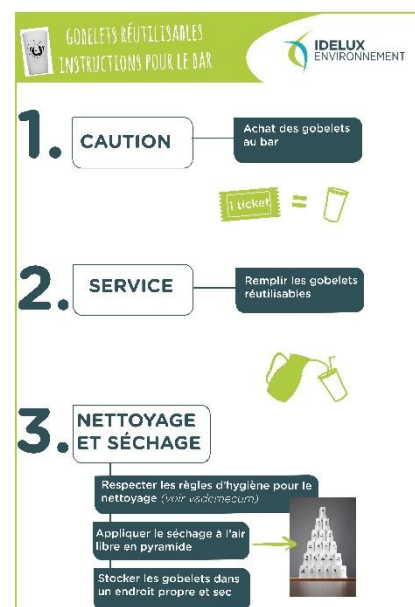 GOBELETS RÉUTILISABLES
INSTRUCTIONS POUR LE BAR
IDELUX
ENVIRONNEMENT
1.
CAUTION
Achat des gobelets
au bar
1 ticket =
2.
SERVICE
Remplir les gobelets
réutilisables
3.
NETTOYAGE
ET SÉCHAGE
Respecter les règles d'hygiène pour le
nettoyage (voir vademecum)
Appliquer le séchage à l'air
libre en pyramide
Stocker les gobelets dans
un endroit propre et sec